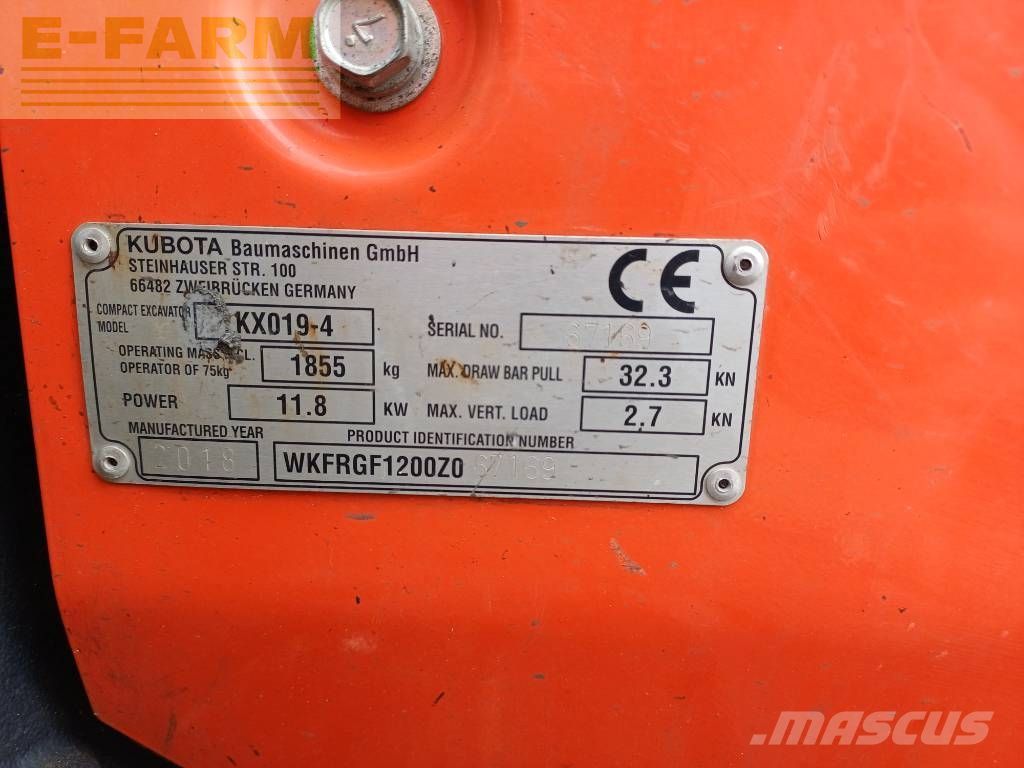 E-FARM
KUBOTA Baumaschinen GmbH
STEINHAUSER STR. 100
66482 ZWEIBRÜCKEN GERMANY
CE
COMPACT EXCAVATOR
MODEL
KX019-4
SERIAL NO.
67169
OPERATING MASS INCL.
OPERATOR OF 75kg
1855 kg
MAX. DRAW BAR PULL 32.3 KN
POWER 11.8 KW
MAX. VERT. LOAD 2.7 KN
MANUFACTURED YEAR
2018
PRODUCT IDENTIFICATION NUMBER
WKFRGF1200Z067169
MASCUS